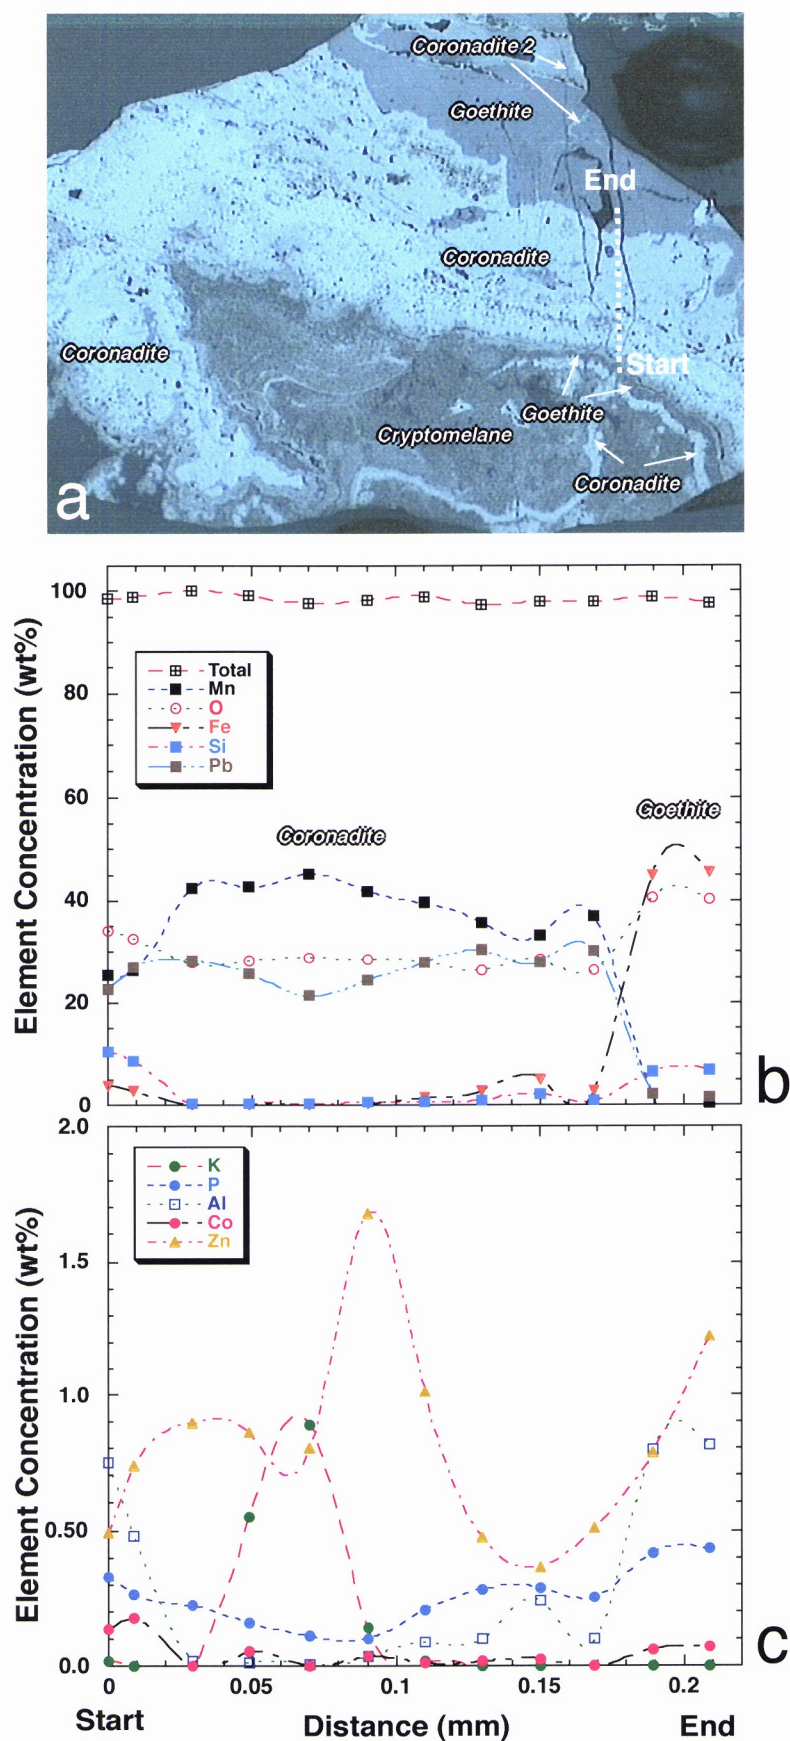 Coronadite 2
Goethite
End
Coronadite
Coronadite
Start
Goethite
Cryptomelane
Coronadite
a
Element Concentration (wt%)
100
80
60
40
20
0
Total
Mn
O
Fe
Si
Pb
Coronadite
Goethite
b
Element Concentration (wt%)
2.0
1.5
1.0
0.50
0.0
K
P
Al
Co
Zn
c
0 0.05 0.1 0.15 0.2
Start Distance (mm) End